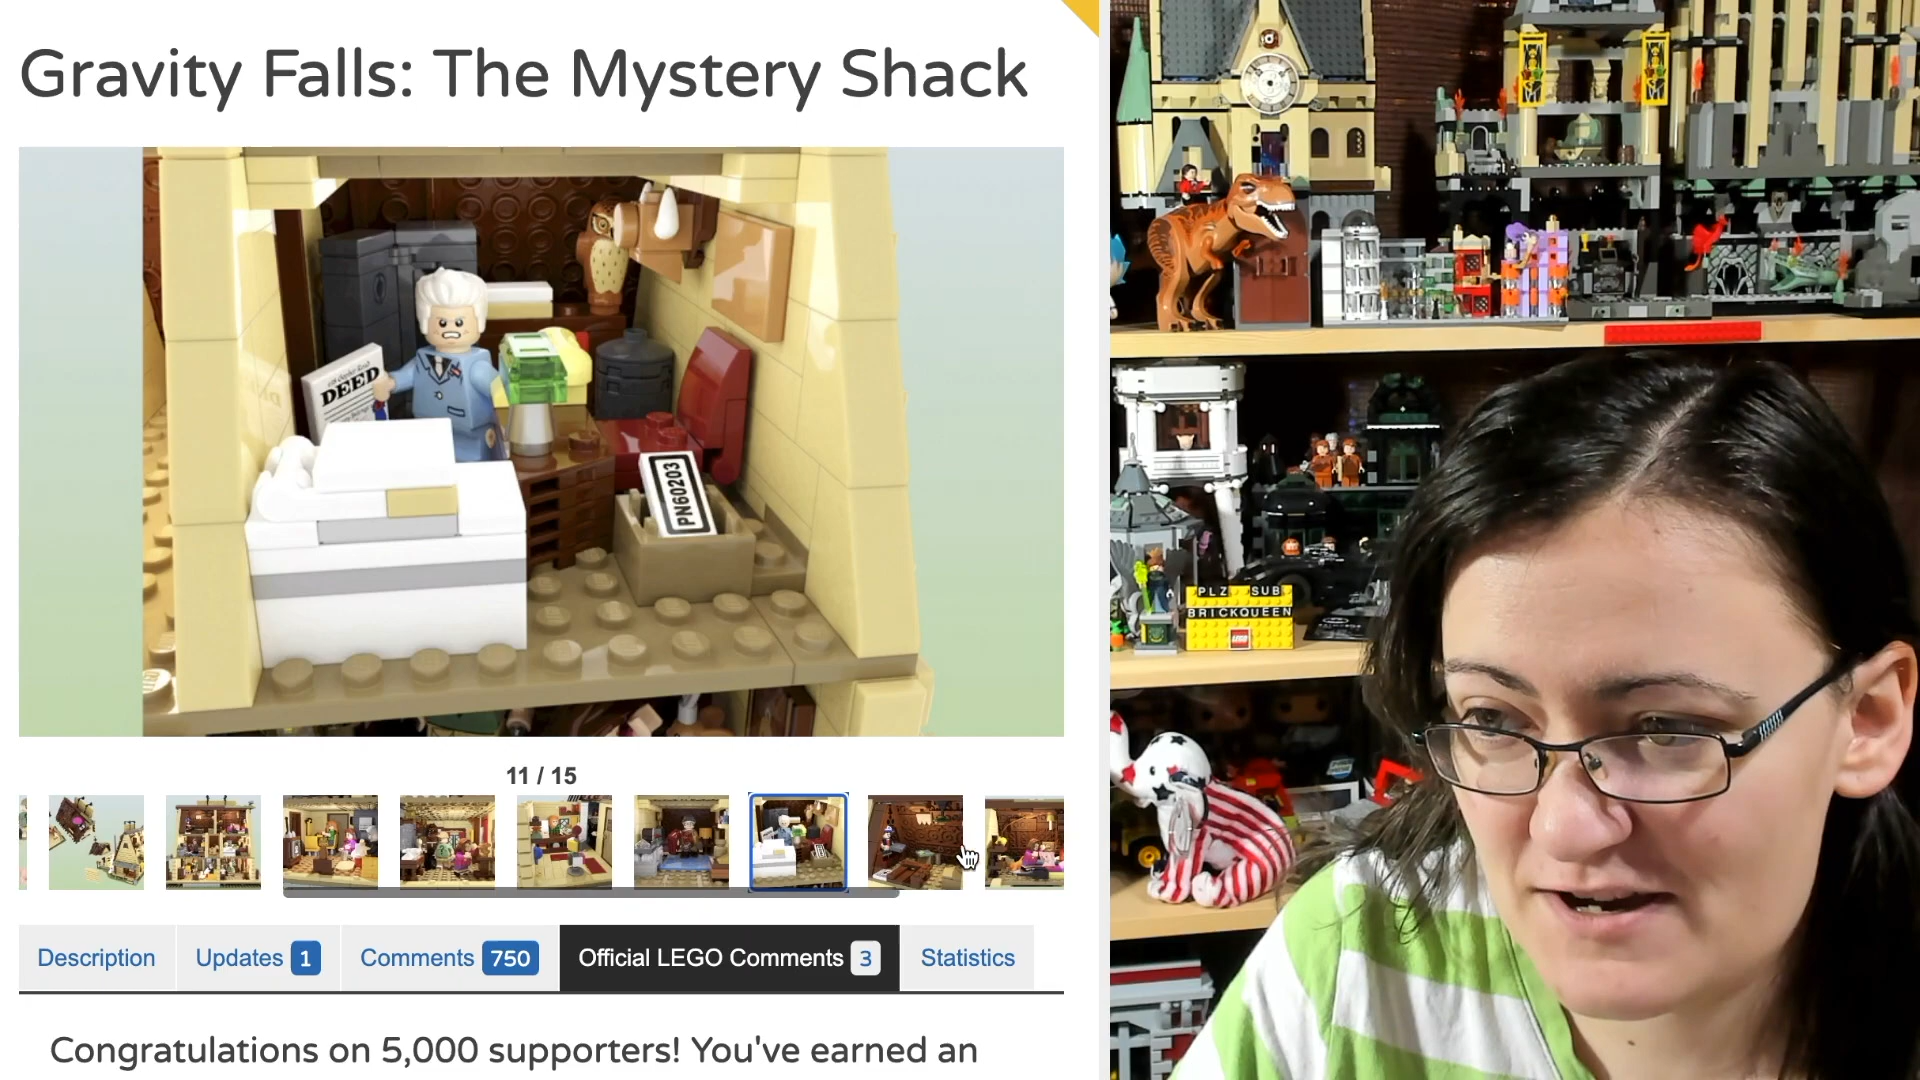 Gravity Falls: The Mystery Shack
DEED
PN60203
11 / 15
Description
Updates 1
Comments 750
Official LEGO Comments 3
Statistics
Congratulations on 5,000 supporters! You've earned an
PLZ SUB
BRICKQUEEN
LEGO